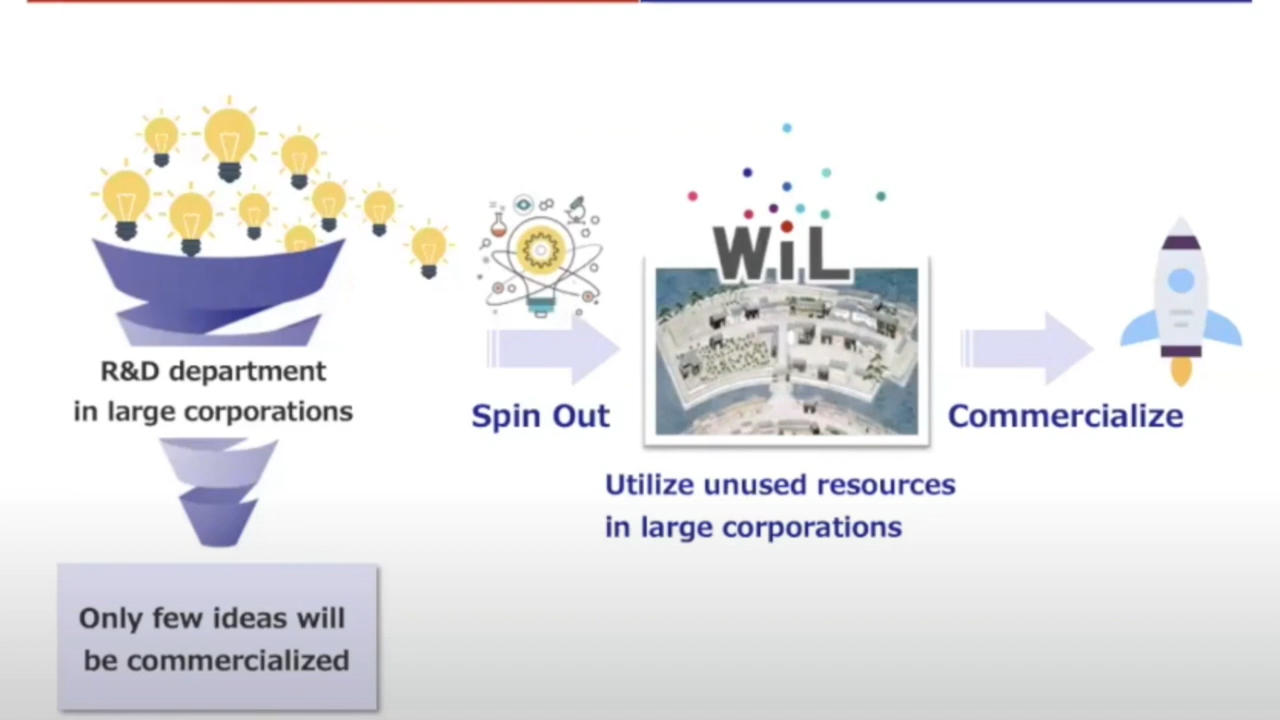 R&D department
in large corporations
Only few ideas will
be commercialized
Spin Out
WiL
Utilize unused resources
in large corporations
Commercialize